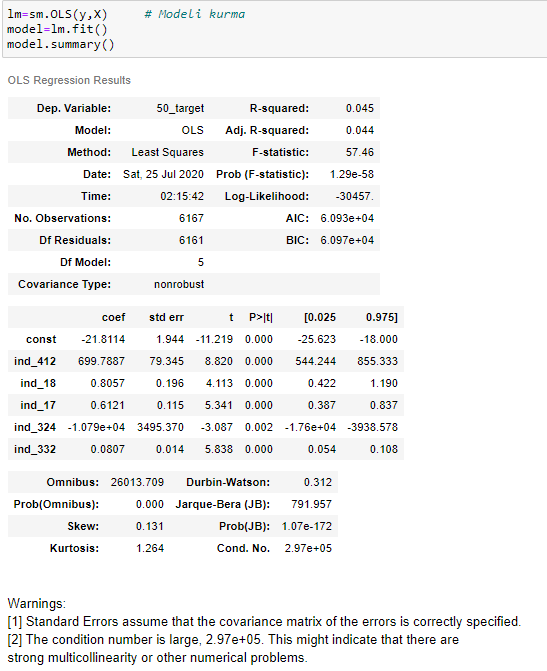 lm=sm.OLS(y,X) # Modeli kurma
model=lm.fit()
model.summary()
OLS Regression Results
Dep. Variable: 50_target R-squared: 0.045
Model: OLS Adj. R-squared: 0.044
Method: Least Squares F-statistic: 57.46
Date: Sat, 25 Jul 2020 Prob (F-statistic): 1.29e-58
Time: 02:15:42 Log-Likelihood: -30457.
No. Observations: 6167 AIC: 6.093e+04
Df Residuals: 6161 BIC: 6.097e+04
Df Model: 5
Covariance Type: nonrobust
coef std err t P>|t| [0.025 0.975]
const -21.8114 1.944 -11.219 0.000 -25.623 -18.000
ind_412 699.7887 79.345 8.820 0.000 544.244 855.333
ind_18 0.8057 0.196 4.113 0.000 0.422 1.190
ind_17 0.6121 0.115 5.341 0.000 0.387 0.837
ind_324 -1.079e+04 3495.370 -3.087 0.002 -1.76e+04 -3938.578
ind_332 0.0807 0.014 5.838 0.000 0.054 0.108
Omnibus: 26013.709 Durbin-Watson: 0.312
Prob(Omnibus): 0.000 Jarque-Bera (JB): 791.957
Skew: 0.131 Prob(JB): 1.07e-172
Kurtosis: 1.264 Cond. No. 2.97e+05
Warnings:
[1] Standard Errors assume that the covariance matrix of the errors is correctly specified.
[2] The condition number is large, 2.97e+05. This might indicate that there are
strong multicollinearity or other numerical problems.